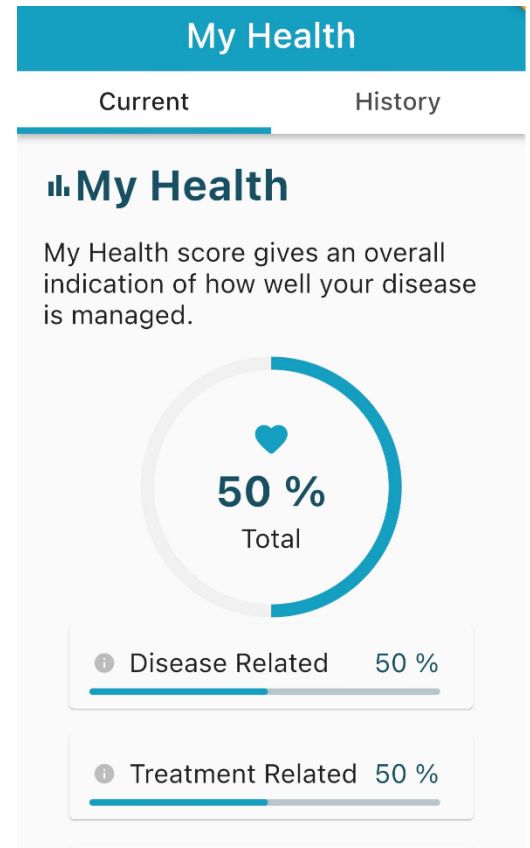 My Health
Current History
My Health
My Health score gives an overall
indication of how well your disease
is managed.
50 %
Total
Disease Related 50 %
Treatment Related 50 %